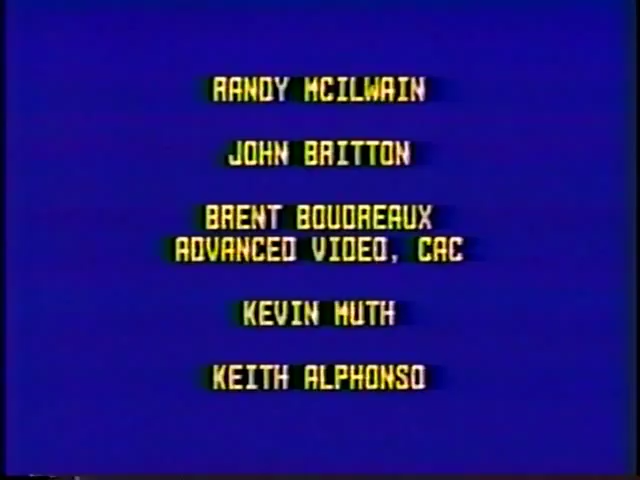 RANDY MCILWAIN
JOHN BRITTON
BRENT BOUDREAUX
ADVANCED VIDEO, CAC
KEVIN MUTH
KEITH ALPHONSO